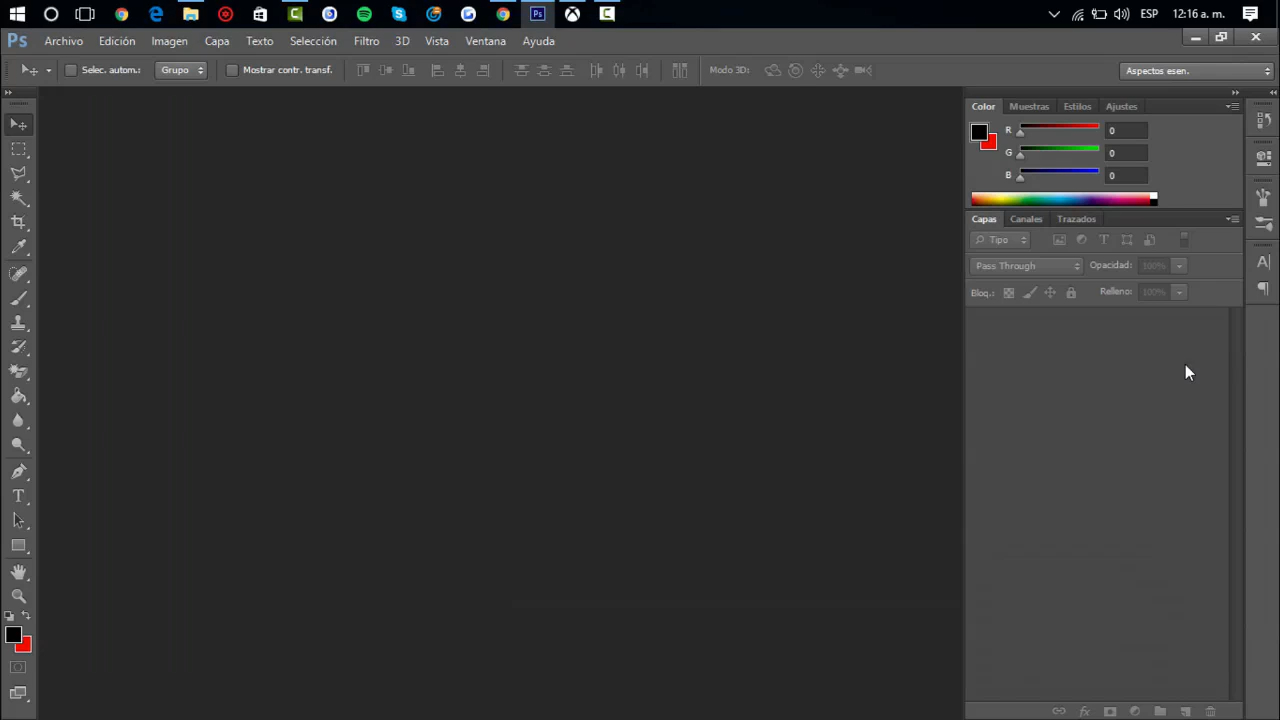 Ps
ESP
12:16 a. m.
Ps
Archivo
Edición
Imagen
Capa
Texto
Selección
Filtro
3D
Vista
Ventana
Ayuda
Selec. autom.:
Grupo
Mostrar contr. transf.
Modo 3D:
Aspectos esen.
Color
Muestras
Estilos
Ajustes
R
0
G
0
B
0
Capas
Canales
Trazados
Tipo
T
Pass Through
Opacidad:
100%
Bloq.:
Relleno:
100%
A
T
fx